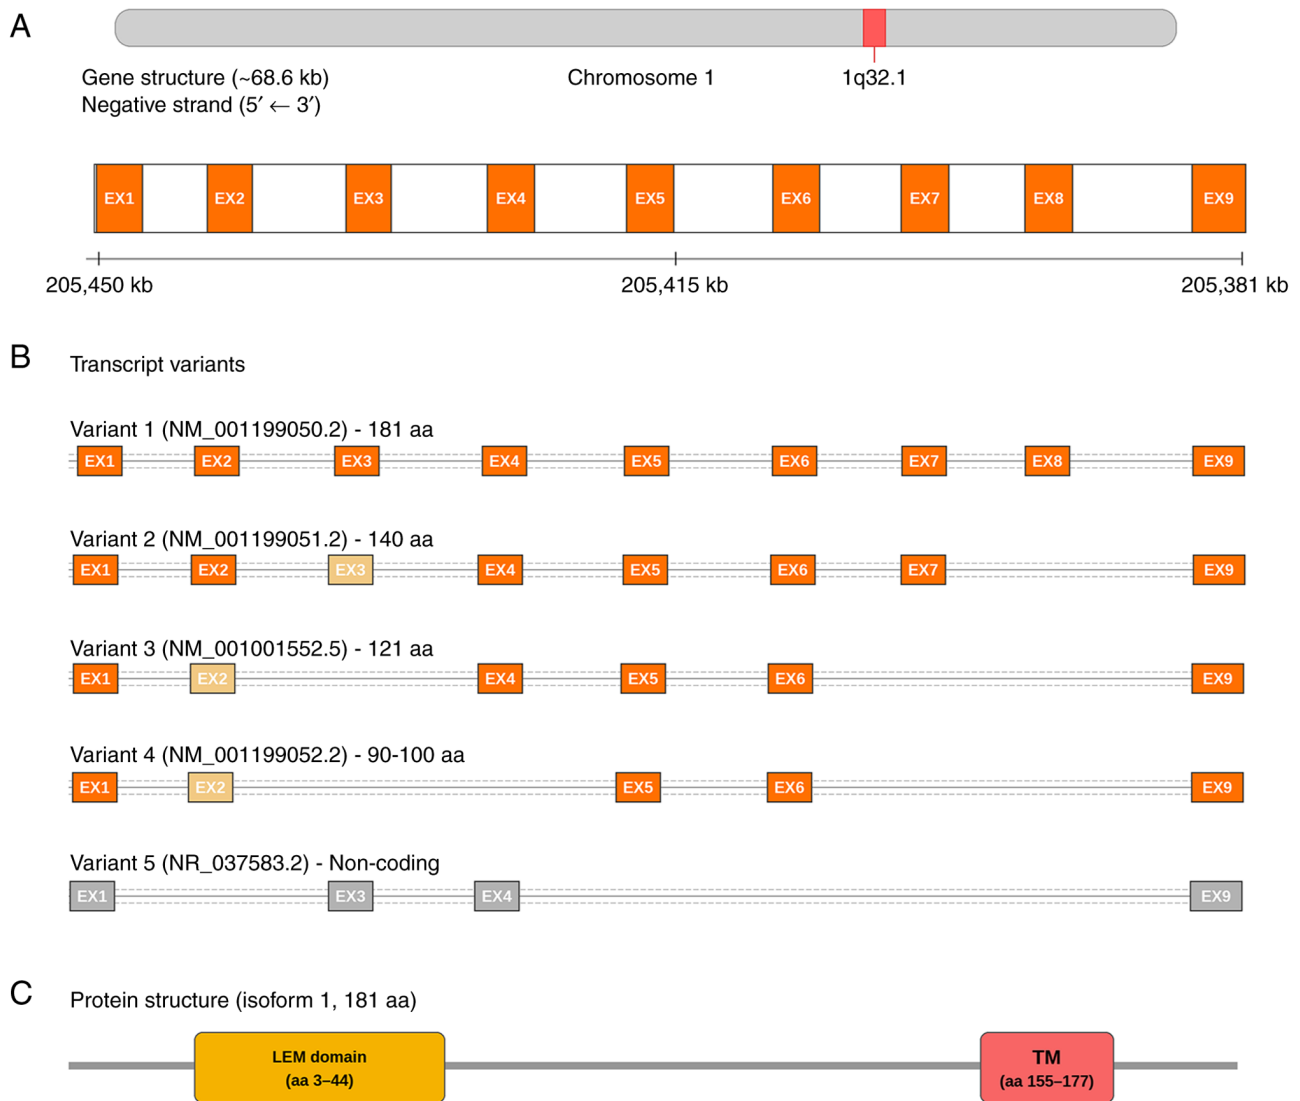 A
Gene structure (~68.6 kb)
Chromosome 1
1q32.1
Negative strand (5′ ← 3′)
EX1 EX2 EX3 EX4 EX5 EX6 EX7 EX8 EX9
205,450 kb 205,415 kb 205,381 kb
B
Transcript variants
Variant 1 (NM_001199050.2) - 181 aa
EX1 EX2 EX3 EX4 EX5 EX6 EX7 EX8 EX9
Variant 2 (NM_001199051.2) - 140 aa
EX1 EX2 EX3 EX4 EX5 EX6 EX7 EX9
Variant 3 (NM_001001552.5) - 121 aa
EX1 EX2 EX4 EX5 EX6 EX9
Variant 4 (NM_001199052.2) - 90-100 aa
EX1 EX2 EX5 EX6 EX9
Variant 5 (NR_037583.2) - Non-coding
EX1 EX3 EX4 EX9
C
Protein structure (isoform 1, 181 aa)
LEM domain
(aa 3–44)
TM
(aa 155–177)